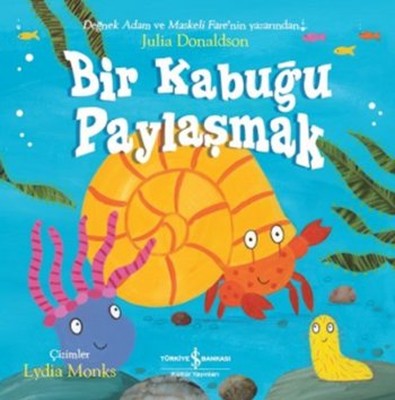 Değnek Adam ve Maskeli Fare'nin yazarından
Julia Donaldson
Bir Kabuğu
Paylaşmak
Çizimler
Lydia Monks
TÜRKİYE İŞ BANKASI
Kültür Yayınları